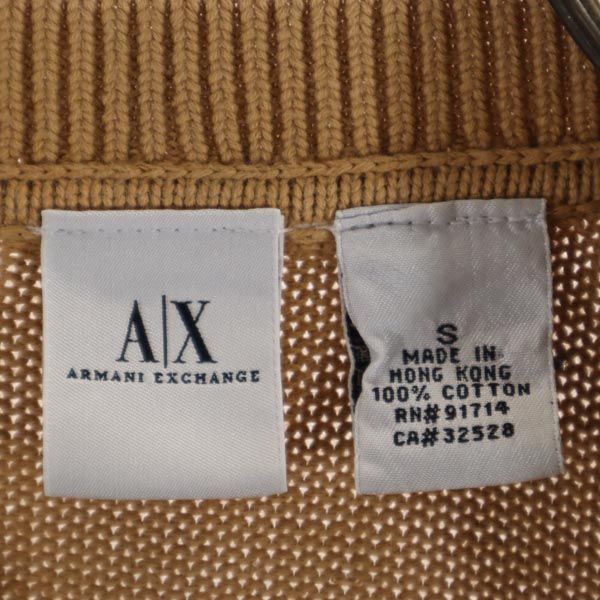 A|X
ARMANI EXCHANGE
S
MADE IN
HONG KONG
100% COTTON
RN#91714
CA#32528